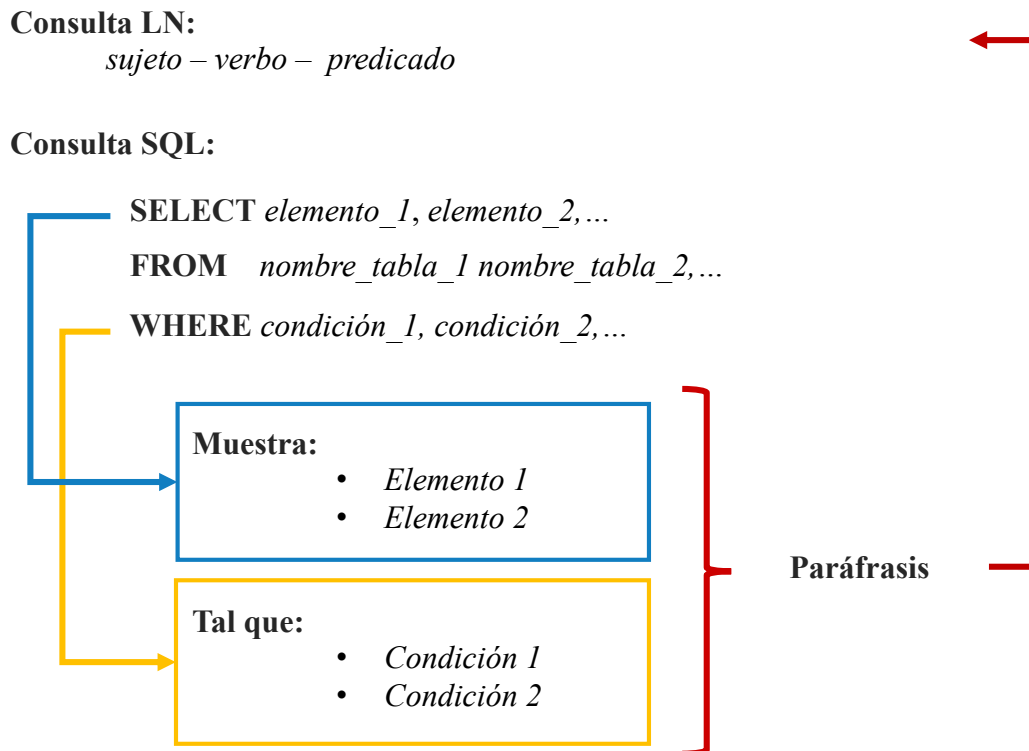 Consulta LN:
sujeto – verbo – predicado
Consulta SQL:
SELECT elemento_1, elemento_2,…
FROM nombre_tabla_1 nombre_tabla_2,…
WHERE condición_1, condición_2,…
Muestra:
• Elemento 1
• Elemento 2
Paráfrasis
Tal que:
• Condición 1
• Condición 2